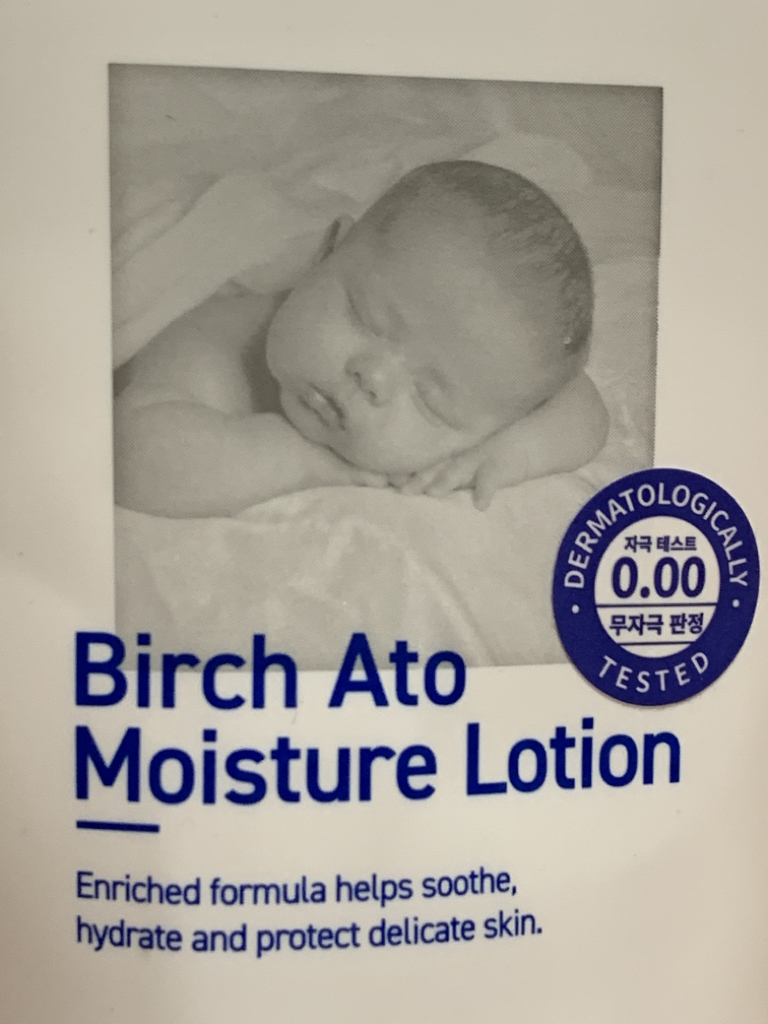 DERMATOLOGICALLY
자극 테스트
0.00
무자극 판정
TESTED
Birch Ato
Moisture Lotion
Enriched formula helps soothe,
hydrate and protect delicate skin.